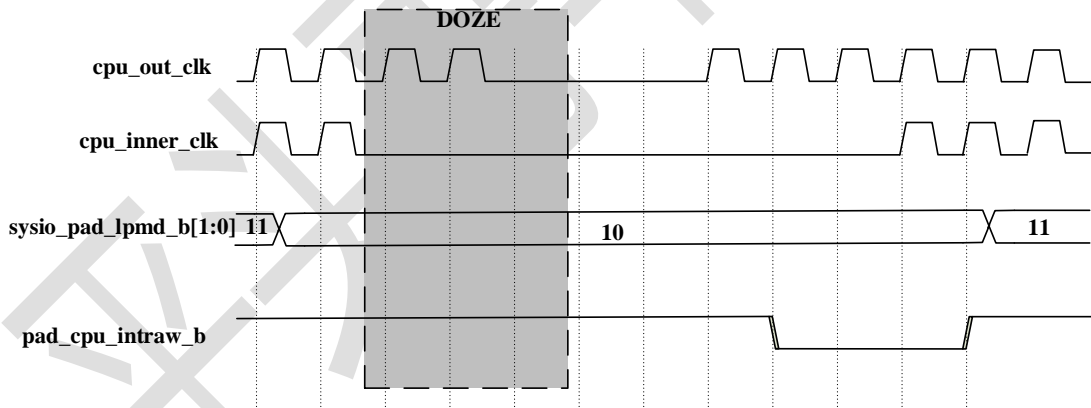 DOZE
cpu_out_clk
cpu_inner_clk
sysio_pad_lpmd_b[1:0] 11 10 11
pad_cpu_intraw_b